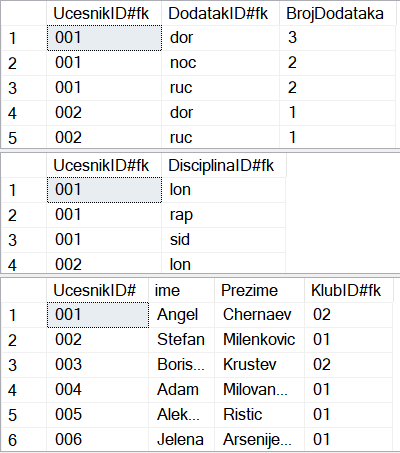 UcesnikID#fk DodatakID#fk BrojDodataka
1 001 dor 3
2 001 noc 2
3 001 ruc 2
4 002 dor 1
5 002 ruc 1
UcesnikID#fk DisciplinaID#fk
1 001 lon
2 001 rap
3 001 sid
4 002 lon
UcesnikID# ime Prezime KlubID#fk
1 001 Angel Chernaev 02
2 002 Stefan Milenkovic 01
3 003 Boris... Krustev 02
4 004 Adam Milovan... 01
5 005 Alek... Ristic 01
6 006 Jelena Arsenije... 01